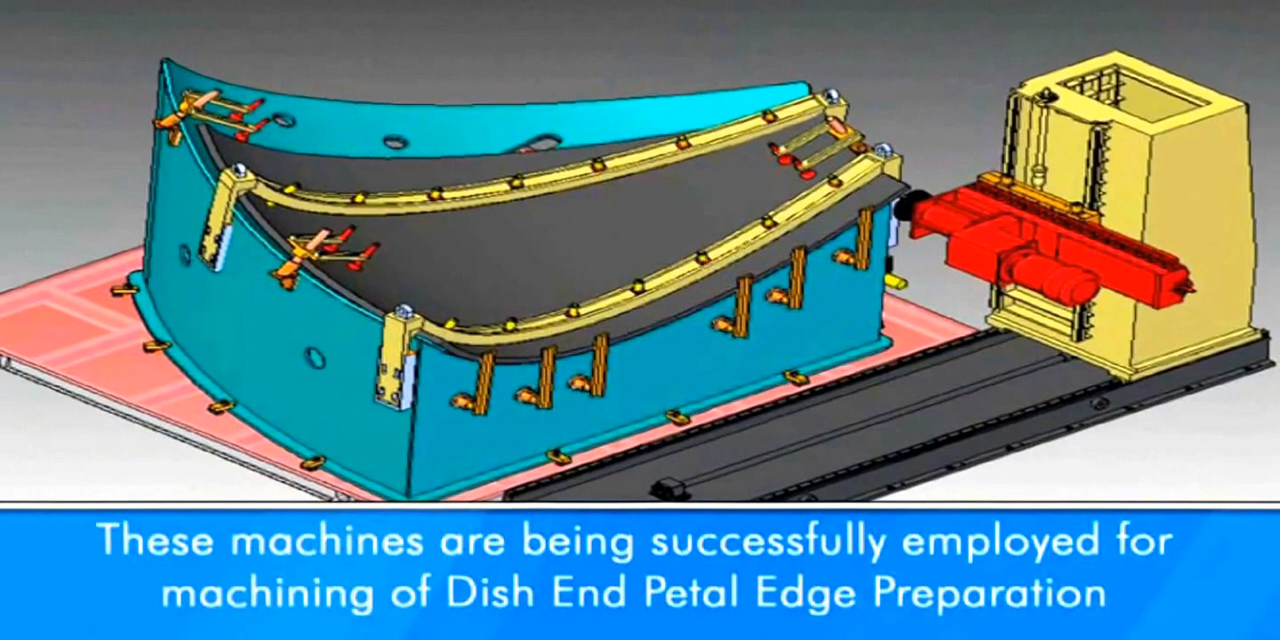 These machines are being successfully employed for
machining of Dish End Petal Edge Preparation